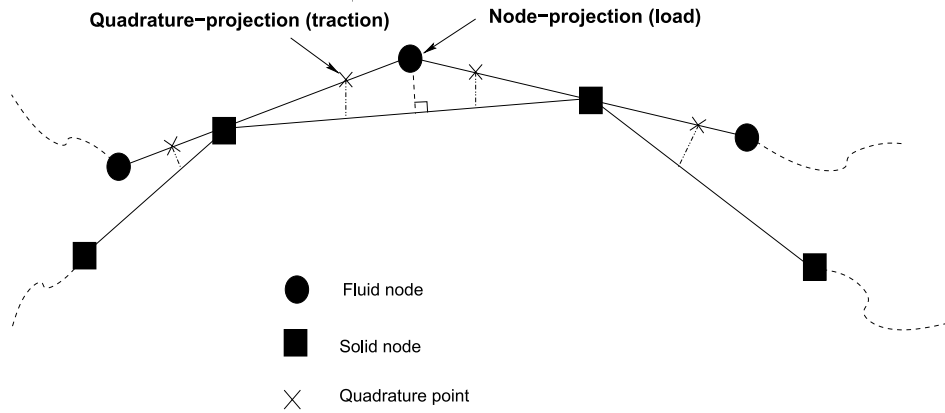 Quadrature−projection (traction)
Node−projection (load)
Fluid node
Solid node
Quadrature point